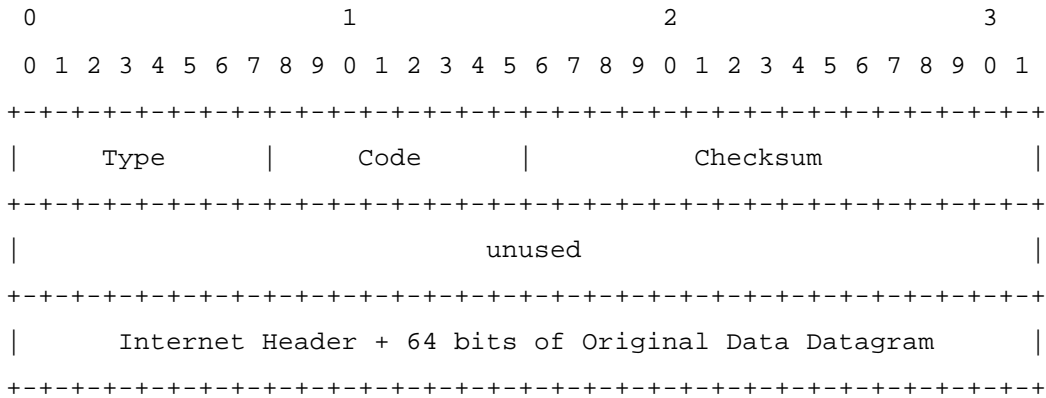 0                   1                   2                   3
0 1 2 3 4 5 6 7 8 9 0 1 2 3 4 5 6 7 8 9 0 1 2 3 4 5 6 7 8 9 0 1
+-+-+-+-+-+-+-+-+-+-+-+-+-+-+-+-+-+-+-+-+-+-+-+-+-+-+-+-+-+-+-+-+
|     Type      |     Code      |          Checksum             |
+-+-+-+-+-+-+-+-+-+-+-+-+-+-+-+-+-+-+-+-+-+-+-+-+-+-+-+-+-+-+-+-+
|                             unused                            |
+-+-+-+-+-+-+-+-+-+-+-+-+-+-+-+-+-+-+-+-+-+-+-+-+-+-+-+-+-+-+-+-+
|      Internet Header + 64 bits of Original Data Datagram      |
+-+-+-+-+-+-+-+-+-+-+-+-+-+-+-+-+-+-+-+-+-+-+-+-+-+-+-+-+-+-+-+-+